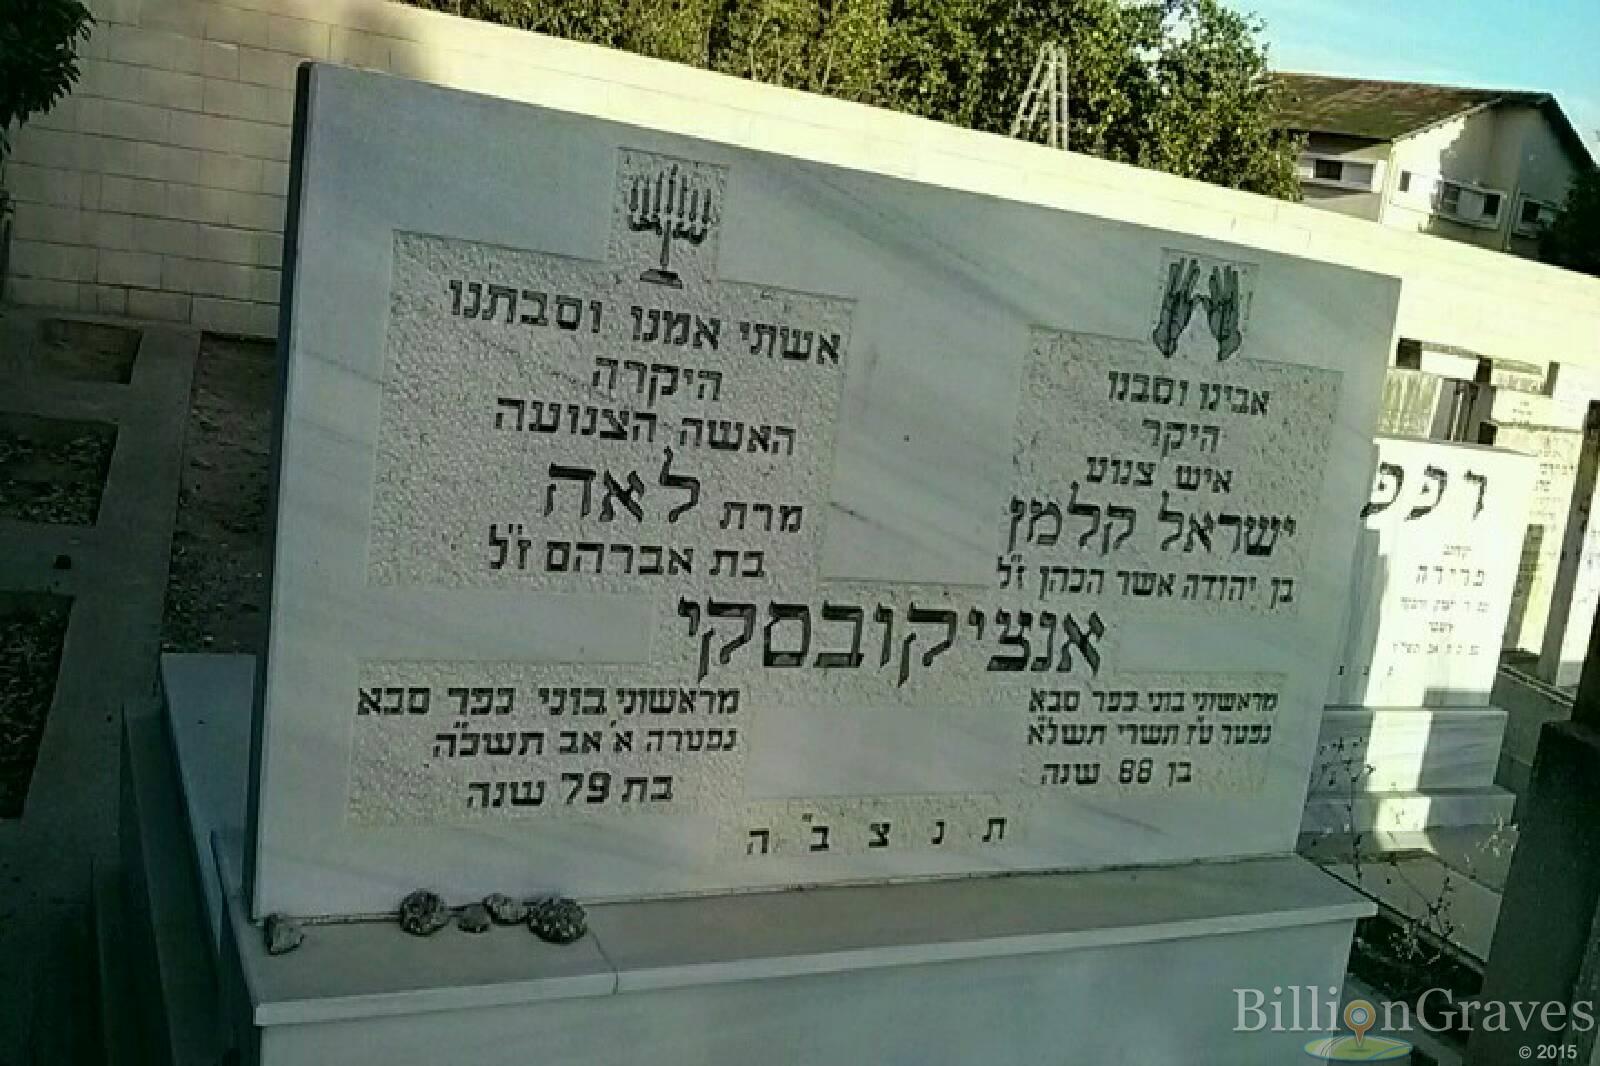 אבינו וסבנו
היקר
איש צנוע
ישראל קלמן
בן יהודה אשר הכהן ז"ל
אשתי אמנו וסבתנו
היקרה
האשה הצנועה
מרת לאה
בת אברהם ז"ל
אנציקובסקי
מראשוני בוני כפר סבא
נפטר ט"ז תשרי תשל"א
בן 88 שנה
מראשוני בוני כפר סבא
נפטרה א' אב תשכ"ה
בת 79 שנה
ת נ צ ב" ה
פרידה
BillionGraves
© 2015